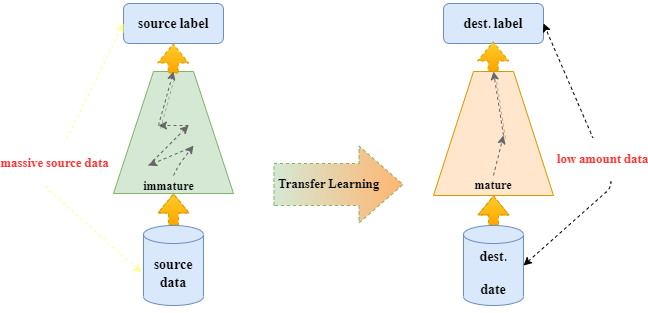 source label
dest. label
massive source data
low amount data
immature
Transfer Learning
mature
source
data
dest.
date